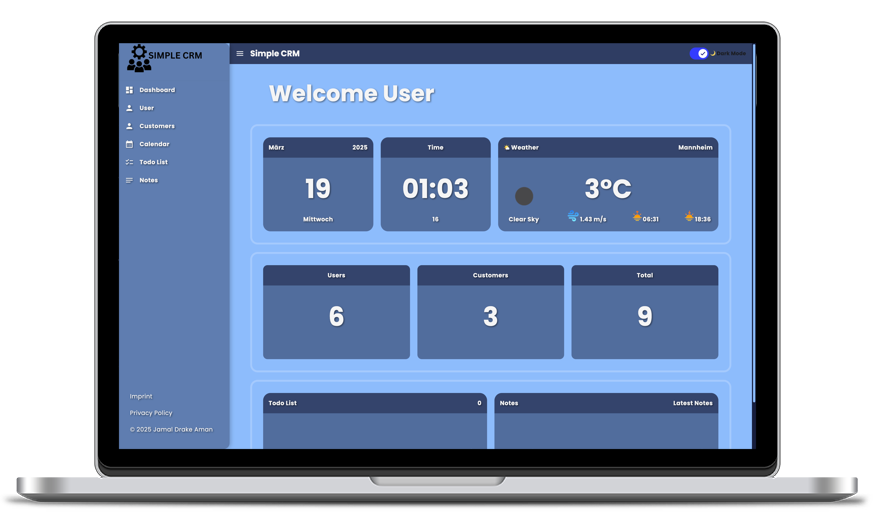 SIMPLE CRM
Simple CRM
Dark Mode
Dashboard
User
Customers
Calendar
Todo List
Notes
Imprint
Privacy Policy
© 2025 Jamal Drake Aman
Welcome User
März 2025
19
Mittwoch
Time
01:03
16
Weather Mannheim
3°C
Clear Sky 1.43 m/s 06:31 18:36
Users
6
Customers
3
Total
9
Todo List 0
Notes Latest Notes